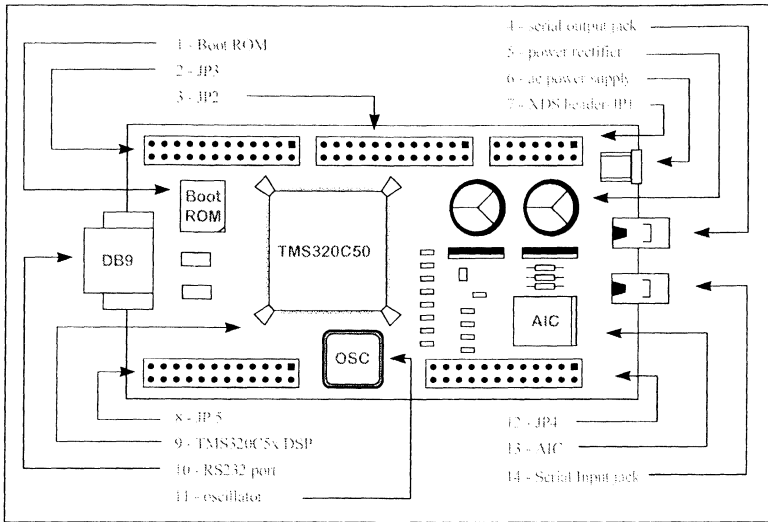 1 - Boot ROM
2 - JP3
3 - JP2
4 - serial output jack
5 - power rectifier
6 - ac power supply
7 - XDS header-JP1
Boot
ROM
DB9
TMS320C50
AIC
OSC
8 - JP 5
9 - TMS320C5x DSP
10 - RS232 port
11 - oscillator
12 - JP4
13 - AIC
14 - Serial Input jack